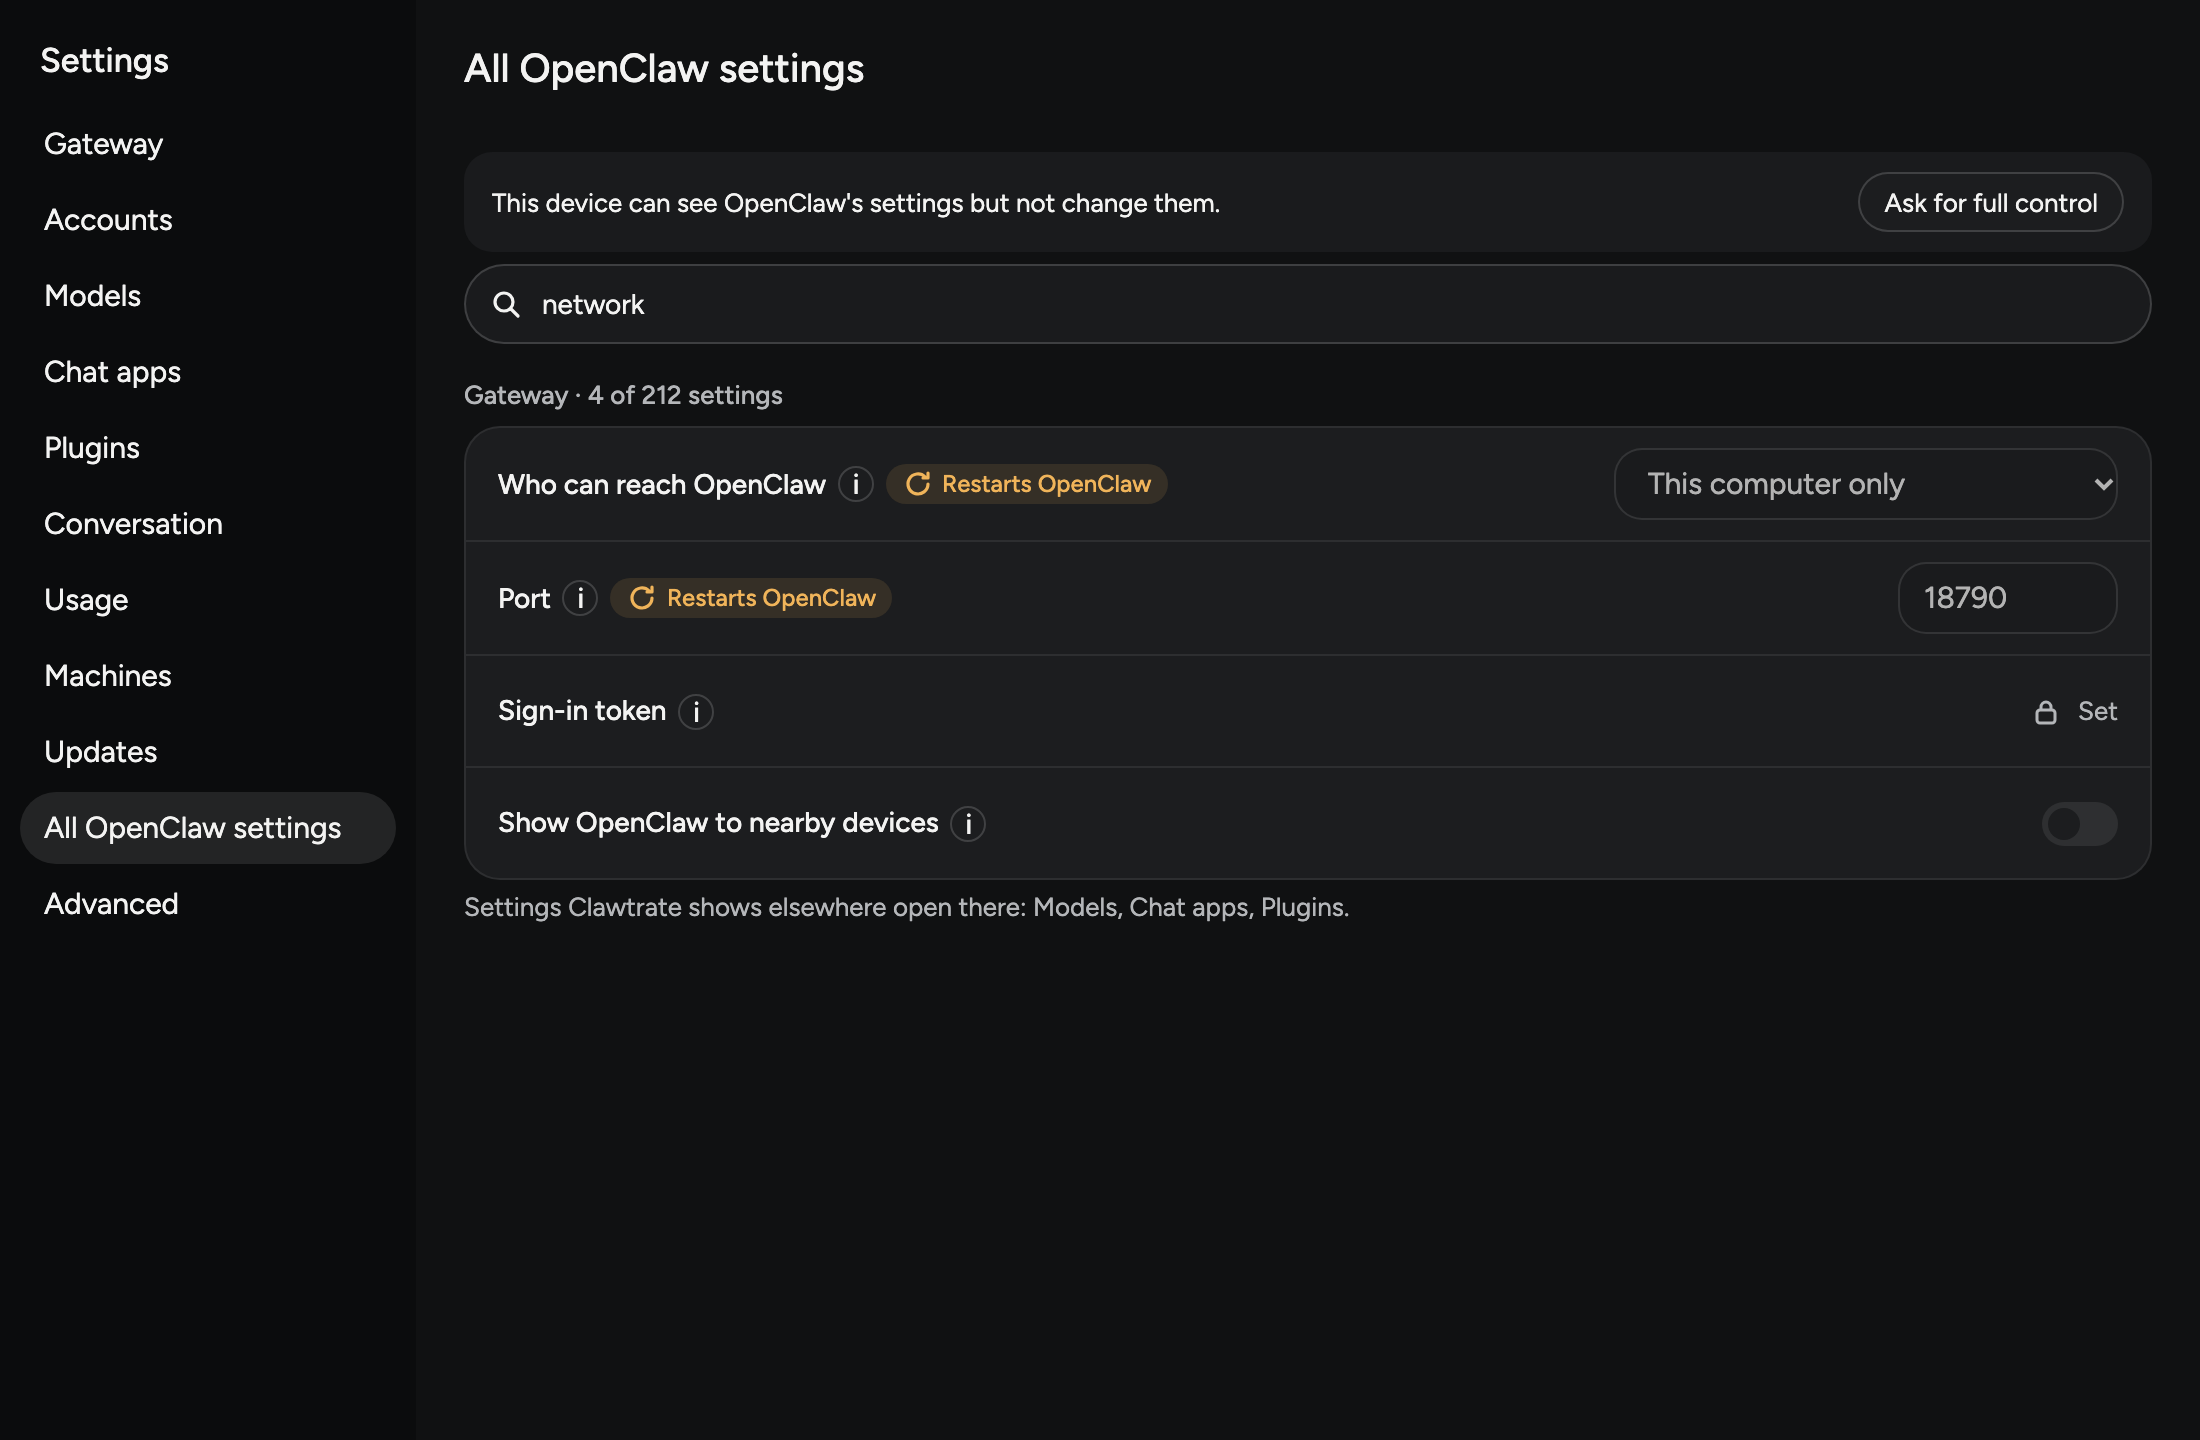 Settings
Gateway
Accounts
Models
Chat apps
Plugins
Conversation
Usage
Machines
Updates
All OpenClaw settings
Advanced
All OpenClaw settings
This device can see OpenClaw's settings but not change them.
Ask for full control
network
Gateway · 4 of 212 settings
Who can reach OpenClaw i Restarts OpenClaw This computer only
Port i Restarts OpenClaw 18790
Sign-in token i Set
Show OpenClaw to nearby devices i
Settings Clawtrate shows elsewhere open there: Models, Chat apps, Plugins.